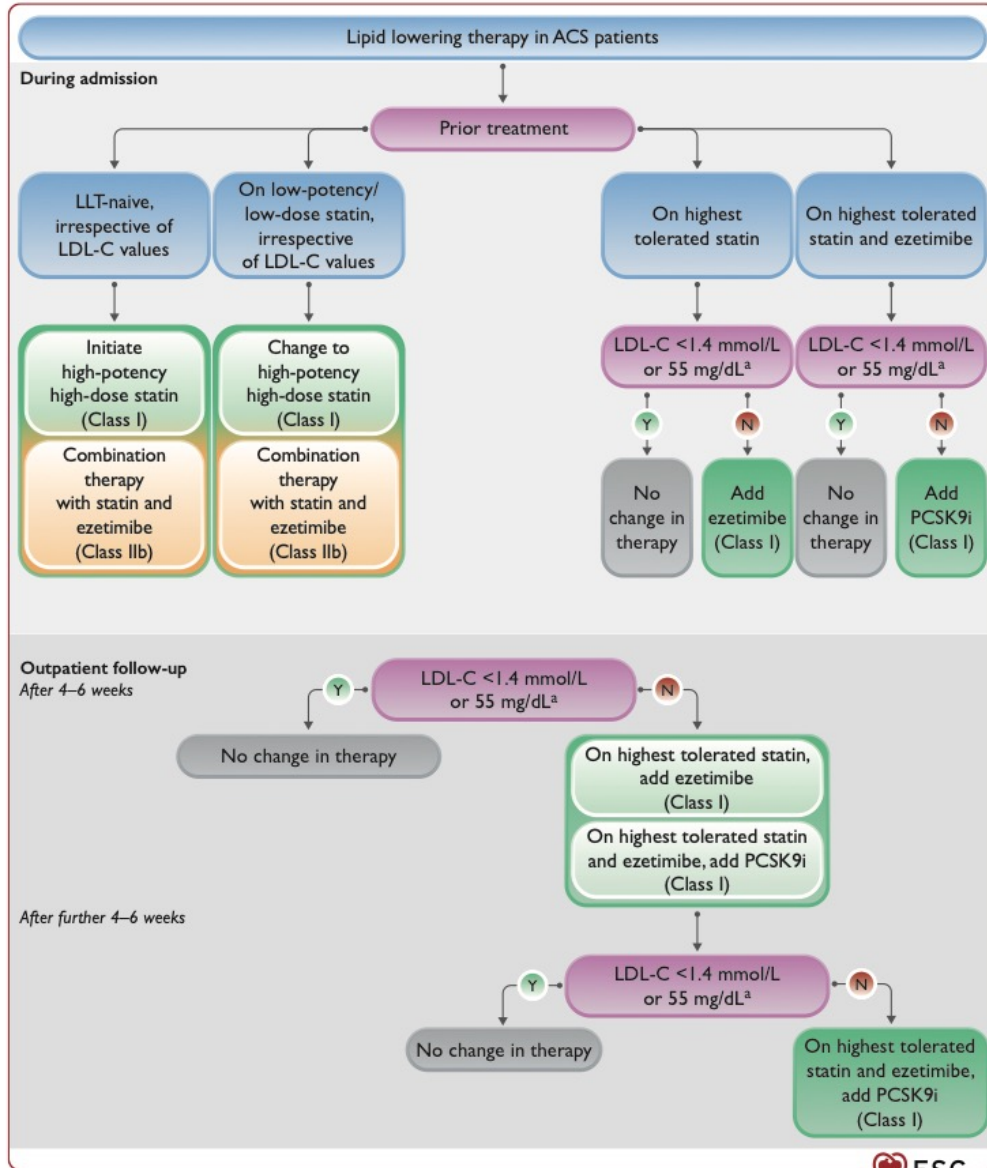 Lipid lowering therapy in ACS patients
During admission
Prior treatment
LLT-naive,
irrespective of
LDL-C values
On low-potency/
low-dose statin,
irrespective
of LDL-C values
On highest
tolerated statin
On highest tolerated
statin and ezetimibe
Initiate
high-potency
high-dose statin
(Class I)
Combination
therapy
with statin and
ezetimibe
(Class IIb)
Change to
high-potency
high-dose statin
(Class I)
Combination
therapy
with statin and
ezetimibe
(Class IIb)
LDL-C <1.4 mmol/L
or 55 mg/dLᵃ
Y
N
No
change in
therapy
Add
ezetimibe
(Class I)
LDL-C <1.4 mmol/L
or 55 mg/dLᵃ
Y
N
No
change in
therapy
Add
PCSK9i
(Class I)
Outpatient follow-up
After 4–6 weeks
LDL-C <1.4 mmol/L
or 55 mg/dLᵃ
Y
N
No change in therapy
On highest tolerated statin,
add ezetimibe
(Class I)
On highest tolerated statin
and ezetimibe, add PCSK9i
(Class I)
After further 4–6 weeks
LDL-C <1.4 mmol/L
or 55 mg/dLᵃ
Y
N
No change in therapy
On highest tolerated
statin and ezetimibe,
add PCSK9i
(Class I)
ESC